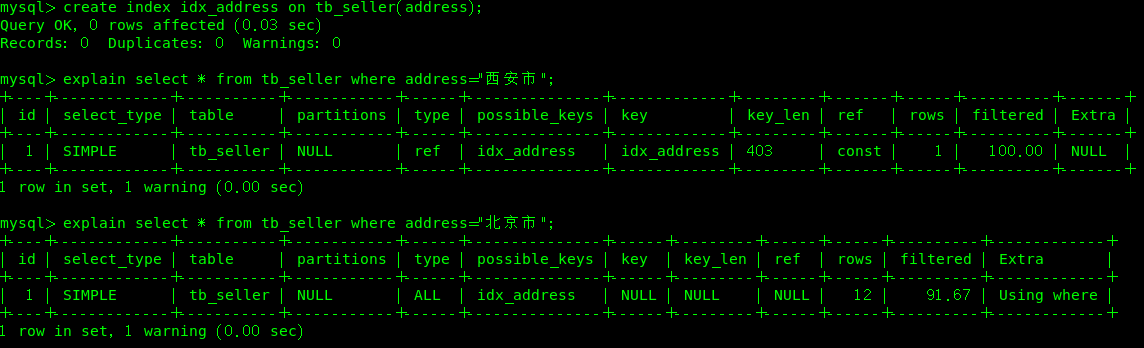 mysql> create index idx_address on tb_seller(address);
Query OK, 0 rows affected (0.03 sec)
Records: 0  Duplicates: 0  Warnings: 0
mysql> explain select * from tb_seller where address="西安市";
+----+-------------+-----------+------------+------+---------------+-------------+---------+-------+------+----------+-------+
| id | select_type | table     | partitions | type | possible_keys | key         | key_len | ref   | rows | filtered | Extra |
+----+-------------+-----------+------------+------+---------------+-------------+---------+-------+------+----------+-------+
|  1 | SIMPLE      | tb_seller | NULL       | ref  | idx_address   | idx_address | 403     | const |    1 |   100.00 | NULL  |
+----+-------------+-----------+------------+------+---------------+-------------+---------+-------+------+----------+-------+
1 row in set, 1 warning (0.00 sec)
mysql> explain select * from tb_seller where address="北京市";
+----+-------------+-----------+------------+------+---------------+------+---------+------+------+----------+-------------+
| id | select_type | table     | partitions | type | possible_keys | key  | key_len | ref  | rows | filtered | Extra       |
+----+-------------+-----------+------------+------+---------------+------+---------+------+------+----------+-------------+
|  1 | SIMPLE      | tb_seller | NULL       | ALL  | idx_address   | NULL | NULL    | NULL |   12 |    91.67 | Using where |
+----+-------------+-----------+------------+------+---------------+------+---------+------+------+----------+-------------+
1 row in set, 1 warning (0.00 sec)